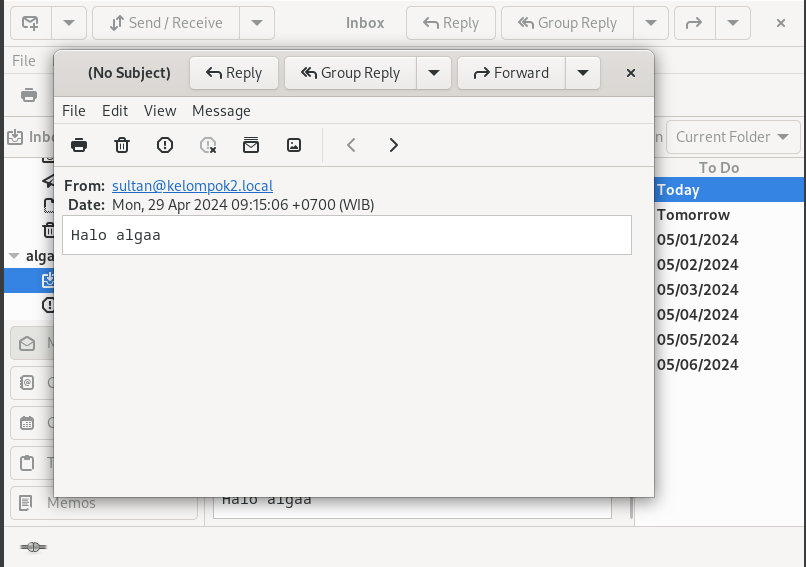 Send / Receive Inbox Reply Group Reply
File
(No Subject) Reply Group Reply Forward
File Edit View Message
Current Folder
From: sultan@kelompok2.local
Date: Mon, 29 Apr 2024 09:15:06 +0700 (WIB)
Halo algaa
To Do
Today
Tomorrow
05/01/2024
05/02/2024
05/03/2024
05/04/2024
05/05/2024
05/06/2024
Halo algaa
Memos